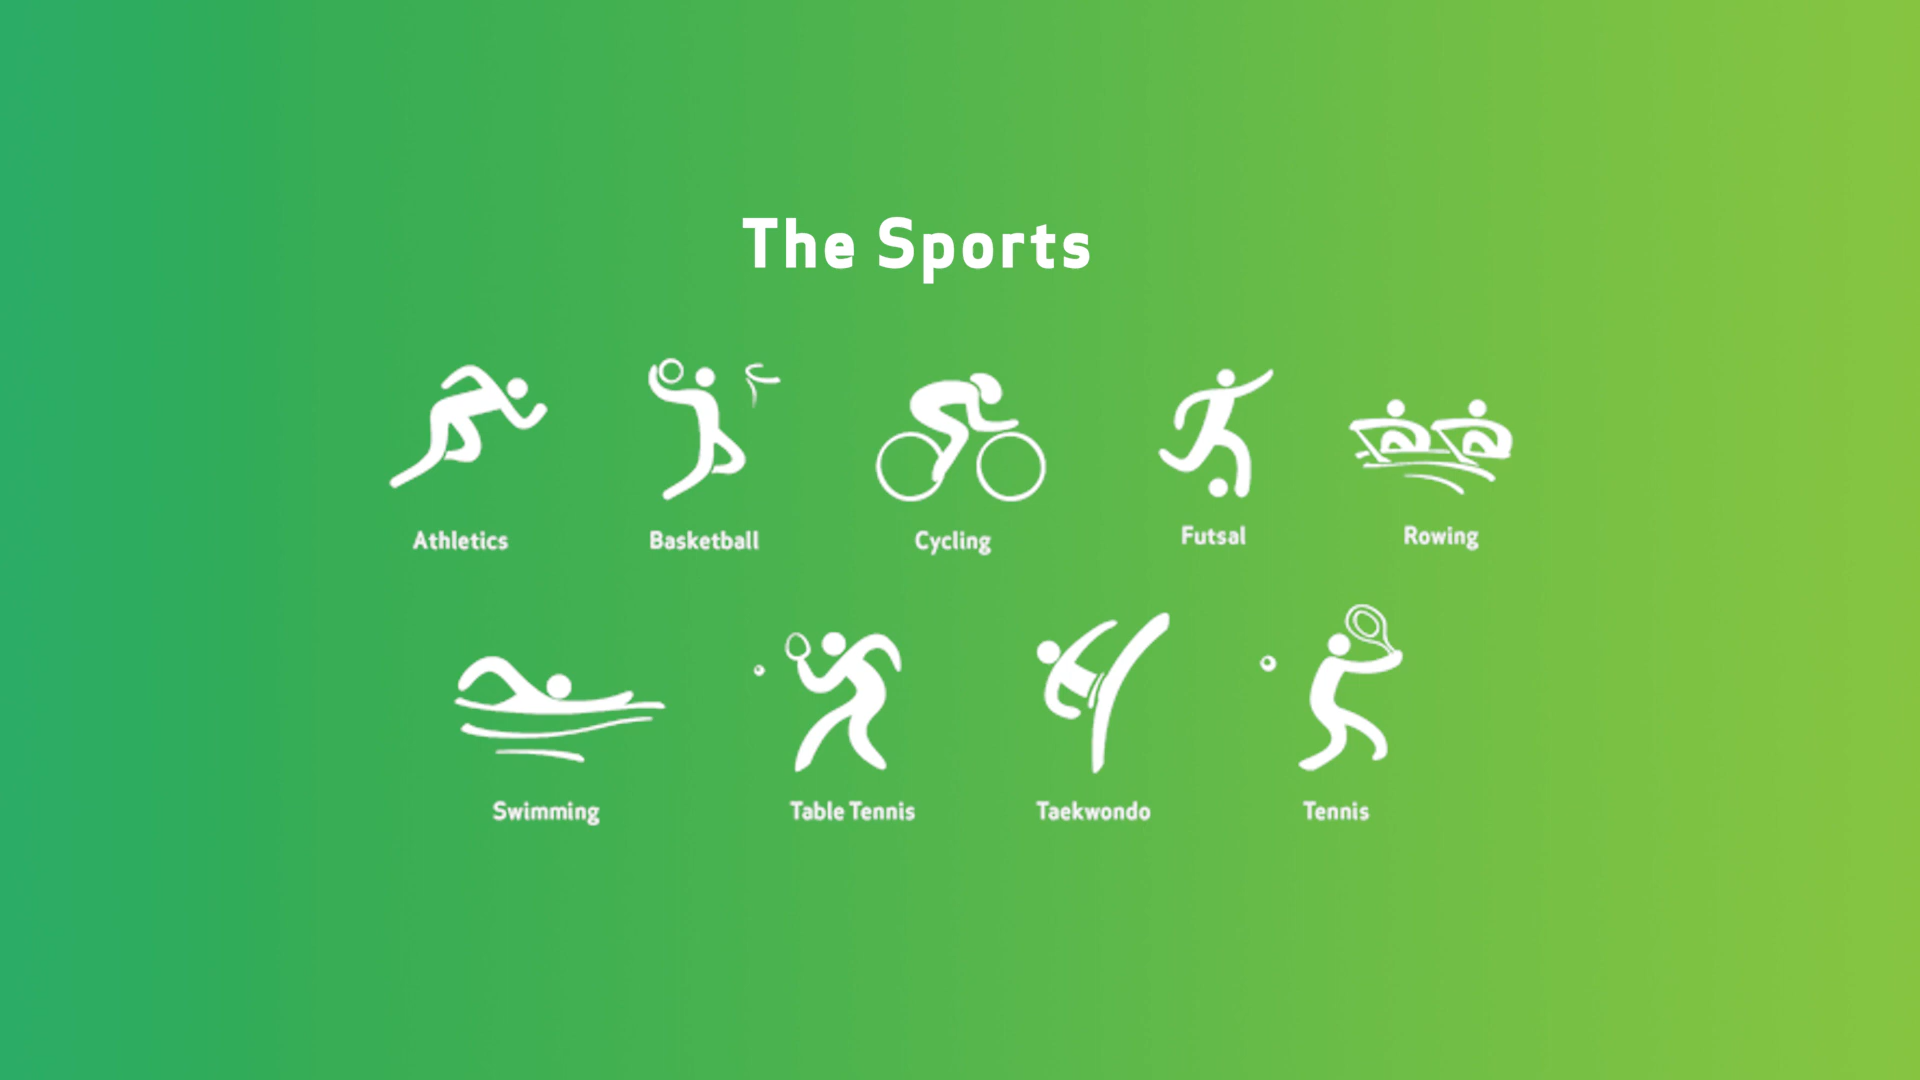 The Sports
Athletics
Basketball
Cycling
Futsal
Rowing
Swimming
Table Tennis
Taekwondo
Tennis